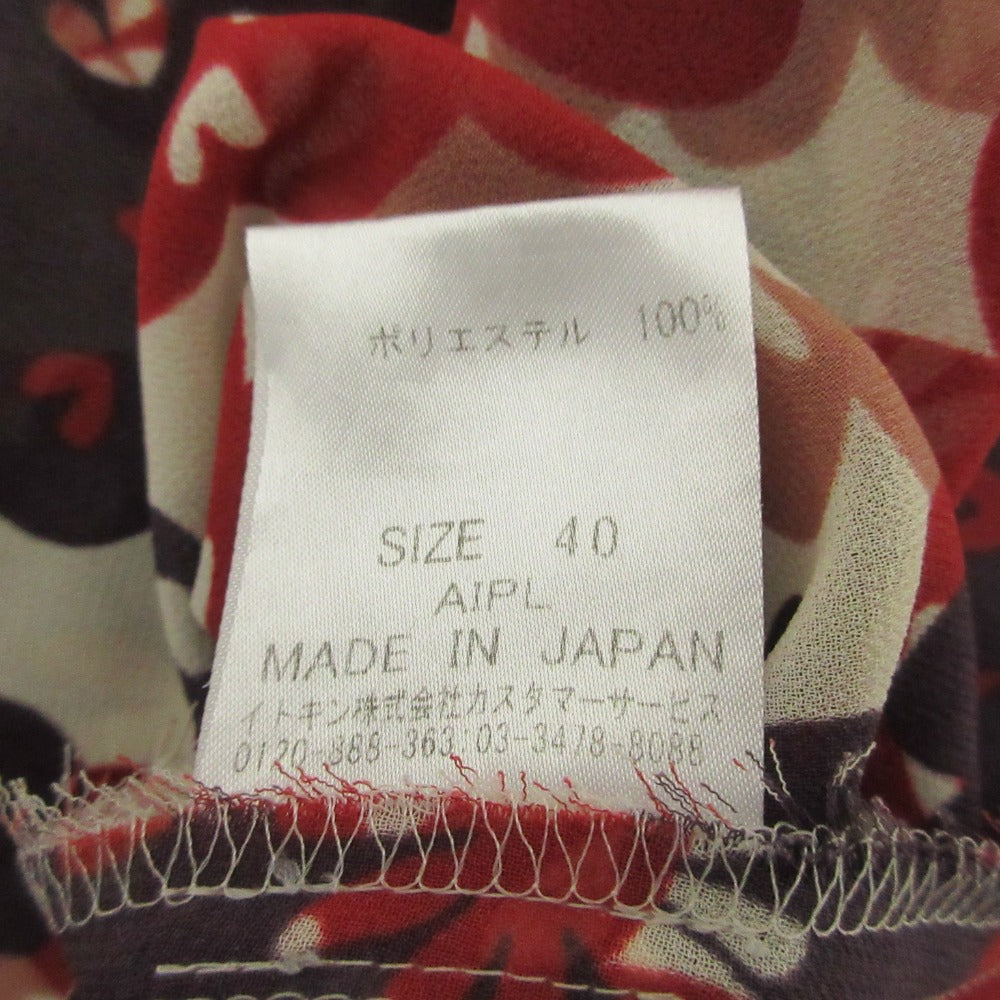 ポリエステル 100%
SIZE 40
AIPL
MADE IN JAPAN
イトキン株式会社カスタマーサービス
0120-888-363:03-3478-8088